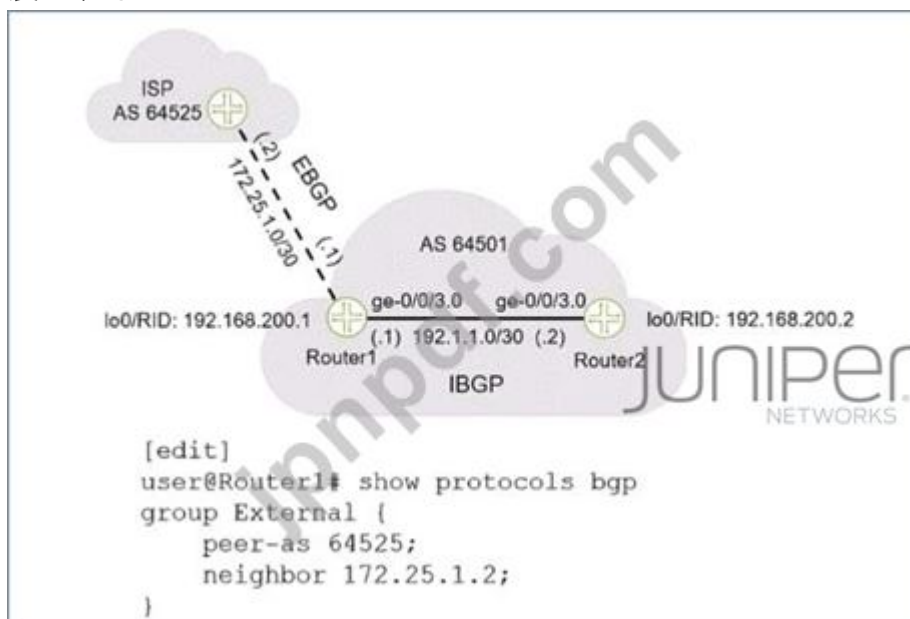 ISP
AS 64525
(.2)
EBGP
172.25.1.0/30
(.1)
AS 64501
ge-0/0/3.0 ge-0/0/3.0
lo0/RID: 192.168.200.1
lo0/RID: 192.168.200.2
(.1) 192.1.1.0/30 (.2)
Router1
Router2
IBGP
JUNIPER
NETWORKS
jpnpdf.com
[edit]
user@Router1# show protocols bgp
group External {
peer-as 64525;
neighbor 172.25.1.2;
}